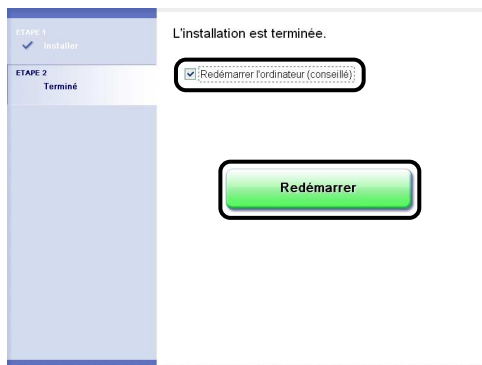 ETAPE 1
Installer
ETAPE 2
Terminé
L'installation est terminée.
Redémarrer l'ordinateur (conseillé)
Redémarrer